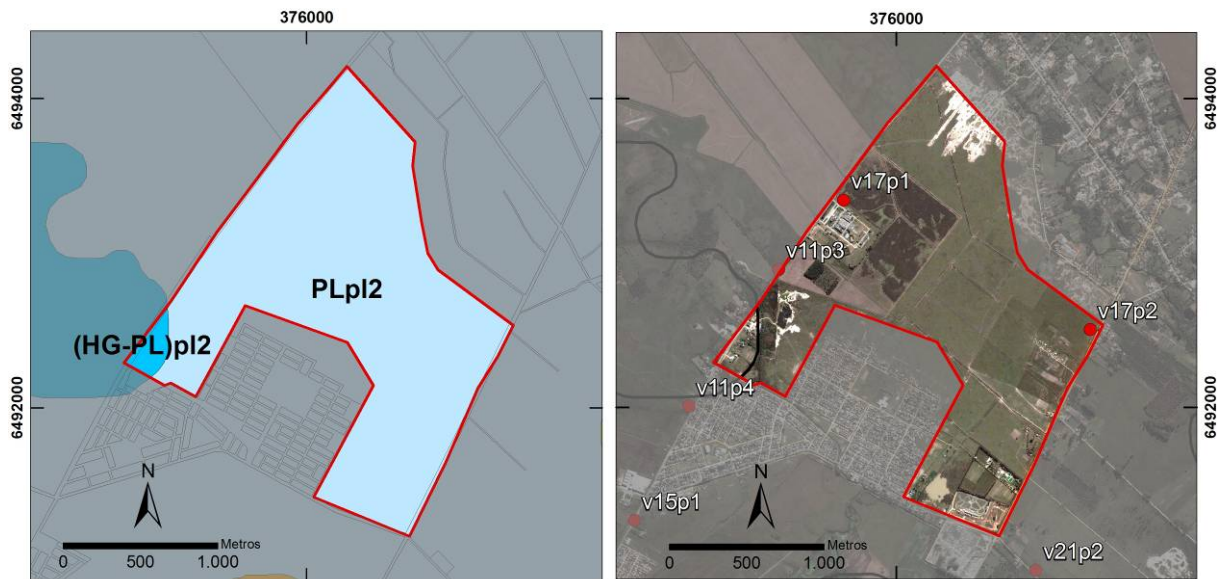 376000
376000
6494000
6494000
6492000
6492000
PLpl2
(HG-PL)pl2
N
0 500 1.000 Metros
v17p1
v11p3
v17p2
v11p4
v15p1
v21p2
N
0 500 1.000 Metros